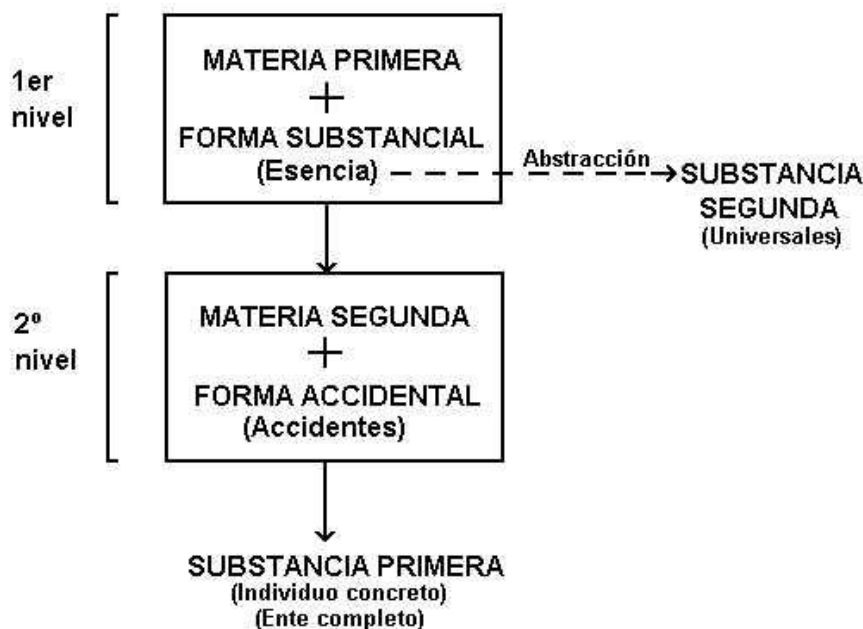 1er
nivel
MATERIA PRIMERA
+
FORMA SUBSTANCIAL
(Esencia)
Abstracción
SUBSTANCIA
SEGUNDA
(Universales)
2º
nivel
MATERIA SEGUNDA
+
FORMA ACCIDENTAL
(Accidentes)
SUBSTANCIA PRIMERA
(Individuo concreto)
(Ente completo)